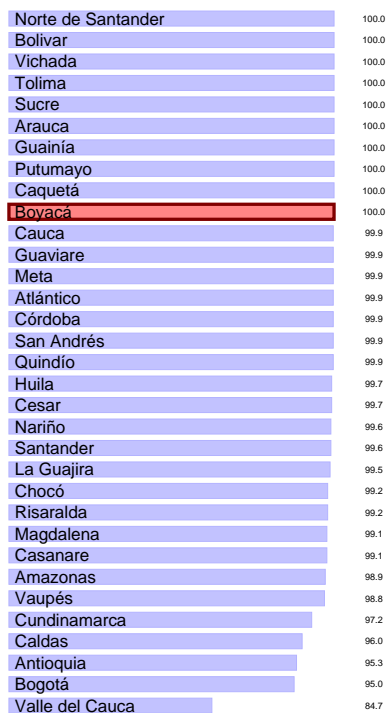 Norte de Santander 100.0
Bolivar 100.0
Vichada 100.0
Tolima 100.0
Sucre 100.0
Arauca 100.0
Guainía 100.0
Putumayo 100.0
Caquetá 100.0
Boyacá 100.0
Cauca 99.9
Guaviare 99.9
Meta 99.9
Atlántico 99.9
Córdoba 99.9
San Andrés 99.9
Quindío 99.9
Huila 99.7
Cesar 99.7
Nariño 99.6
Santander 99.6
La Guajira 99.5
Chocó 99.2
Risaralda 99.2
Magdalena 99.1
Casanare 99.1
Amazonas 98.9
Vaupés 98.8
Cundinamarca 97.2
Caldas 96.0
Antioquia 95.3
Bogotá 95.0
Valle del Cauca 84.7